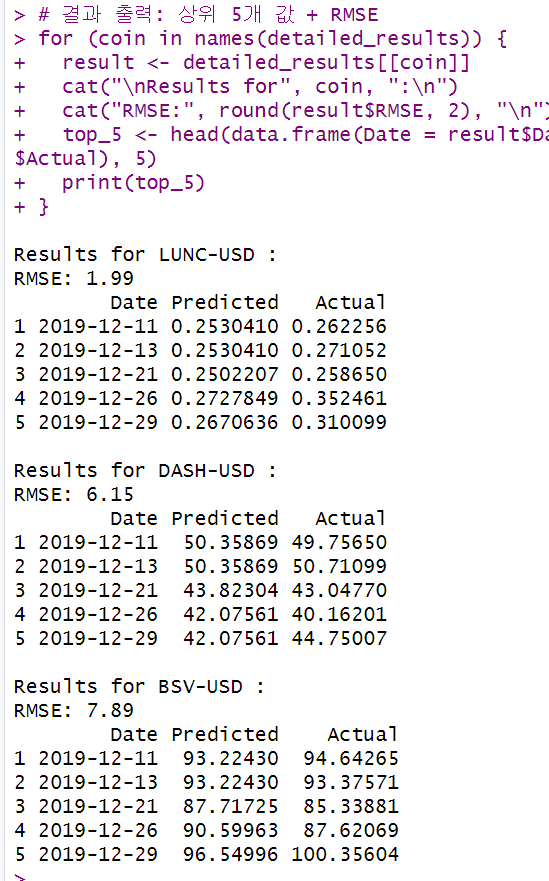 > # 결과 출력: 상위 5개 값 + RMSE
> for (coin in names(detailed_results)) {
+   result <- detailed_results[[coin]]
+   cat("\nResults for", coin, ":\n")
+   cat("RMSE:", round(result$RMSE, 2), "\n")
+   top_5 <- head(data.frame(Date = result$Da
$Actual), 5)
+   print(top_5)
+ }

Results for LUNC-USD :
RMSE: 1.99
        Date Predicted   Actual
1 2019-12-11 0.2530410 0.262256
2 2019-12-13 0.2530410 0.271052
3 2019-12-21 0.2502207 0.258650
4 2019-12-26 0.2727849 0.352461
5 2019-12-29 0.2670636 0.310099

Results for DASH-USD :
RMSE: 6.15
        Date Predicted   Actual
1 2019-12-11  50.35869 49.75650
2 2019-12-13  50.35869 50.71099
3 2019-12-21  43.82304 43.04770
4 2019-12-26  42.07561 40.16201
5 2019-12-29  42.07561 44.75007

Results for BSV-USD :
RMSE: 7.89
        Date Predicted    Actual
1 2019-12-11  93.22430  94.64265
2 2019-12-13  93.22430  93.37571
3 2019-12-21  87.71725  85.33881
4 2019-12-26  90.59963  87.62069
5 2019-12-29  96.54996 100.35604
>